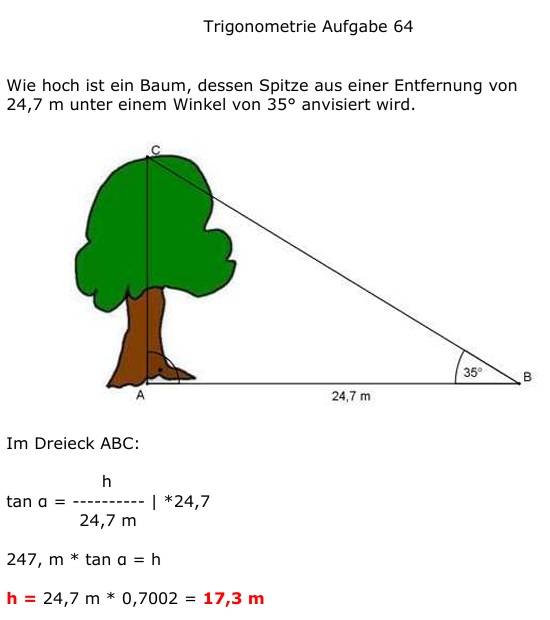 Trigonometrie Aufgabe 64
Wie hoch ist ein Baum, dessen Spitze aus einer Entfernung von
24,7 m unter einem Winkel von 35° anvisiert wird.
C
35°
B
A
24,7 m
Im Dreieck ABC:
h
tan α = ---------- | *24,7
24,7 m
247, m * tan α = h
h = 24,7 m * 0,7002 = 17,3 m